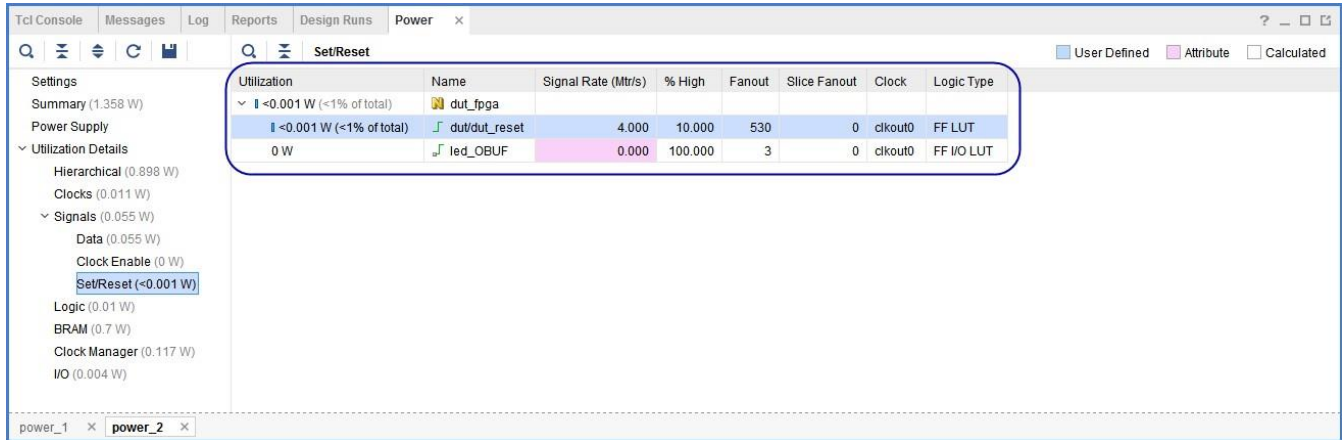 Tcl Console Messages Log Reports Design Runs Power × ? _
Set/Reset User Defined Attribute Calculated
Settings
Summary (1.358 W)
Power Supply
Utilization Details
Hierarchical (0.898 W)
Clocks (0.011 W)
Signals (0.055 W)
Data (0.055 W)
Clock Enable (0 W)
Set/Reset (<0.001 W)
Logic (0.01 W)
BRAM (0.7 W)
Clock Manager (0.117 W)
I/O (0.004 W)
Utilization Name Signal Rate (Mtr/s) % High Fanout Slice Fanout Clock Logic Type
<0.001 W (<1% of total) dut_fpga
<0.001 W (<1% of total) dut/dut_reset 4.000 10.000 530 0 clkout0 FF LUT
0 W led_OBUF 0.000 100.000 3 0 clkout0 FF I/O LUT
power_1 × power_2 ×